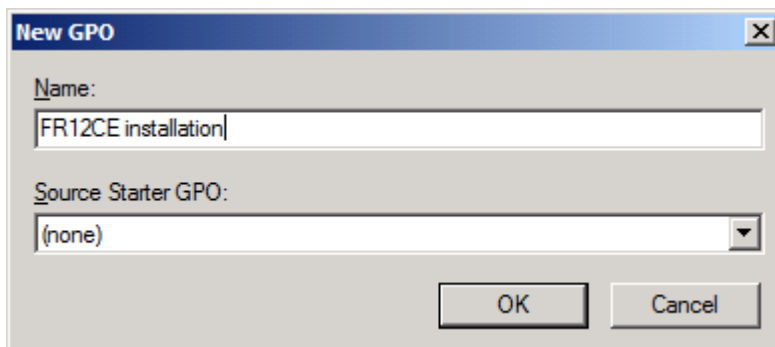 New GPO
Name:
FR12CE installation
Source Starter GPO:
(none)
OK Cancel